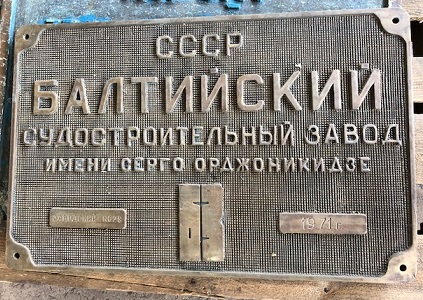 СССР
БАЛТИЙСКИЙ
СУДОСТРОИТЕЛЬНЫЙ ЗАВОД
ИМЕНИ СЕРГО ОРДЖОНИКИДЗЕ
1971г.